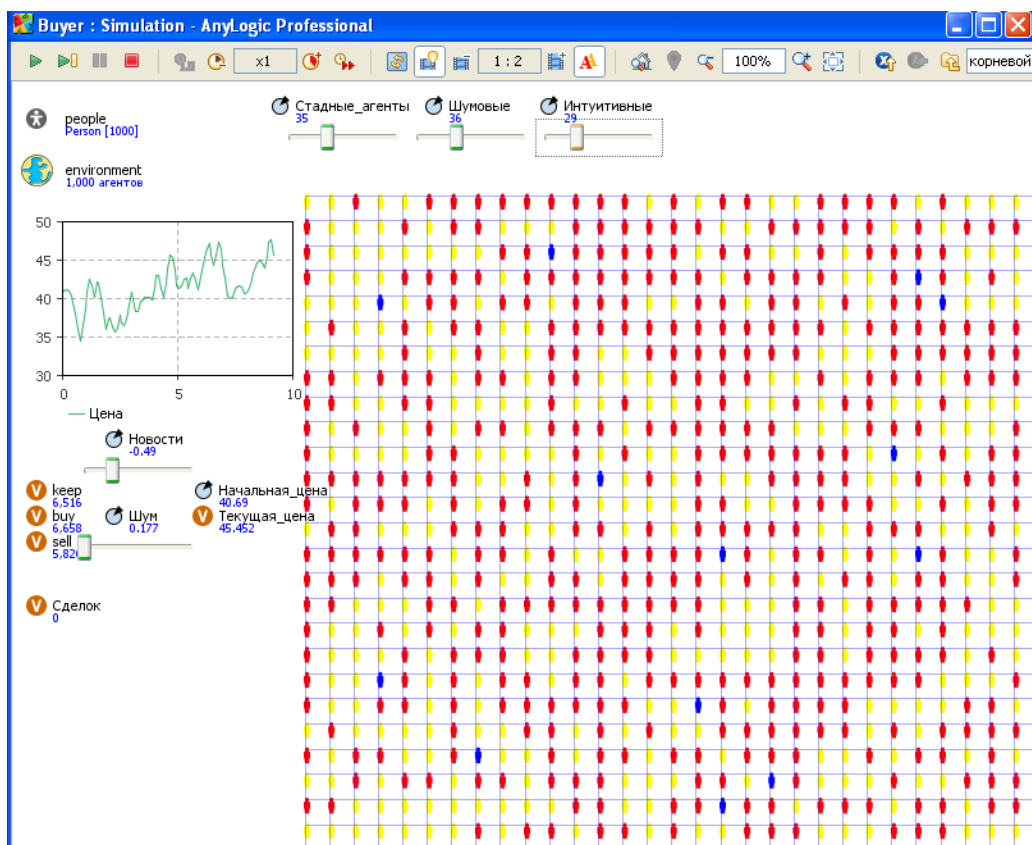 Buyer : Simulation - AnyLogic Professional
x1 1 : 2 100% корневой
people
Person [1000]
Стадные_агенты
35
Шумовые
36
Интуитивные
29
environment
1,000 агентов
50
45
40
35
30
0 5 10
Цена
Новости
-0.49
keep
6,516
Начальная_цена
40.69
buy
6,658
Шум
0.177
Текущая_цена
45.452
sell
Сделок
0